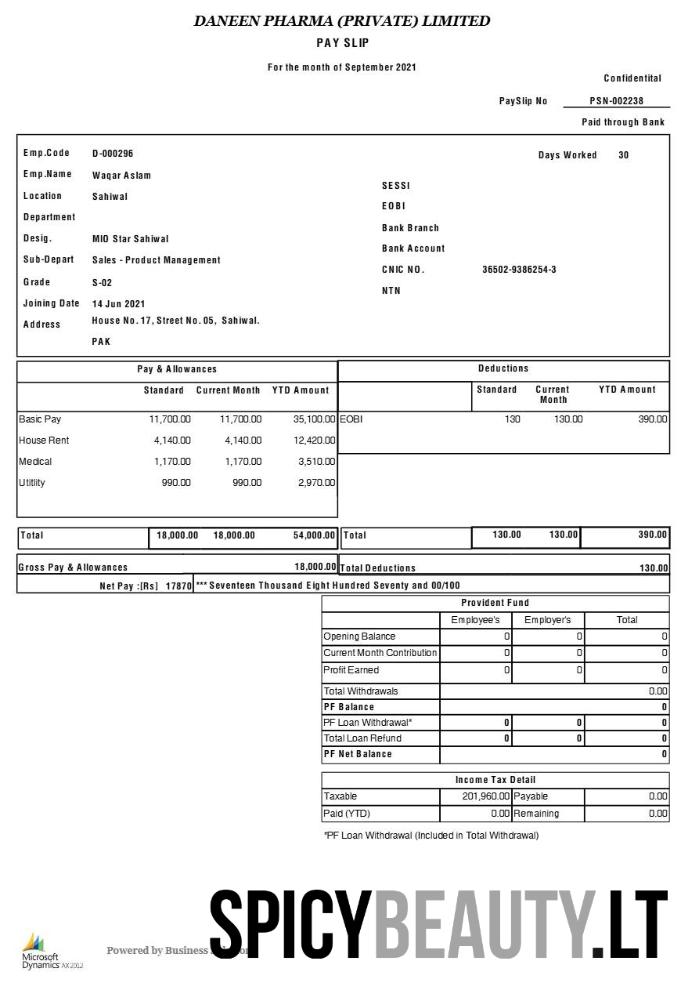 DANEEN PHARMA (PRIVATE) LIMITED
PAY SLIP
For the month of September 2021
Confidentital
PaySlip No PSN-002238
Paid through Bank
Emp.Code D-000296 Days Worked 30
Emp.Name Waqar Aslam
SESSI
Location Sahiwal
EOBI
Department
Bank Branch
Desig. MIO Star Sahiwal
Bank Account
Sub-Depart Sales - Product Management
CNIC NO. 36502-9386254-3
Grade S-02
NTN
Joining Date 14 Jun 2021
Address House No. 17, Street No. 05, Sahiwal.
PAK
Pay & Allowances Deductions
Standard Current Month YTD Amount Standard Current Month YTD Amount
Basic Pay 11,700.00 11,700.00 35,100.00 EOBI 130 130.00 390.00
House Rent 4,140.00 4,140.00 12,420.00
Medical 1,170.00 1,170.00 3,510.00
Utitlity 990.00 990.00 2,970.00
Total 18,000.00 18,000.00 54,000.00 Total 130.00 130.00 390.00
Gross Pay & Allowances 18,000.00 Total Deductions 130.00
Net Pay :[Rs] 17870 *** Seventeen Thousand Eight Hundred Seventy and 00/100
Provident Fund
Employee's Employer's Total
Opening Balance 0 0 0
Current Month Contribution 0 0 0
Profit Earned 0 0 0
Total Withdrawals 0.00
PF Balance 0
PF Loan Withdrawal* 0 0 0
Total Loan Refund 0 0 0
PF Net Balance 0
Income Tax Detail
Taxable 201,960.00 Payable 0.00
Paid (YTD) 0.00 Remaining 0.00
*PF Loan Withdrawal (Included in Total Withdrawal)
SPICYBEAUTY.LT
Microsoft Dynamics AX 2012
Powered by Business